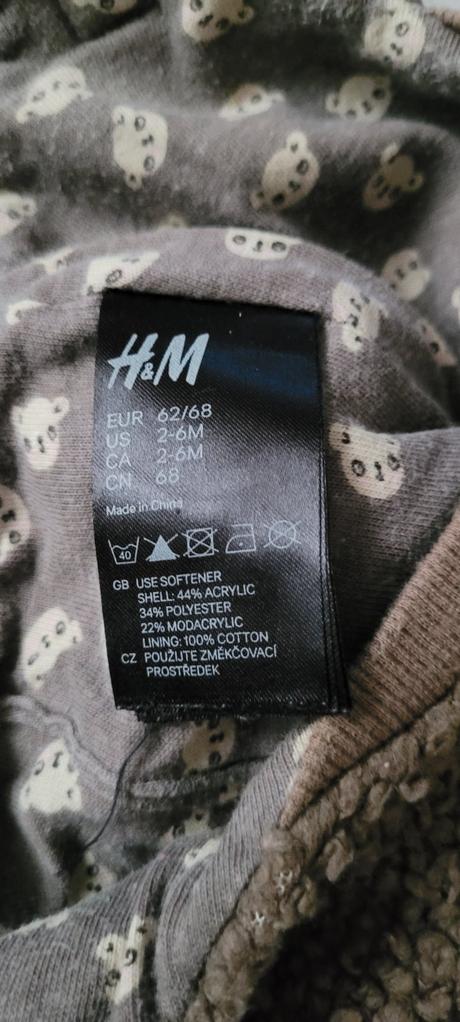 H&M
EUR 62/68
US 2-6M
CA 2-6M
CN 68
Made in China
40
GB USE SOFTENER
SHELL: 44% ACRYLIC
34% POLYESTER
22% MODACRYLIC
LINING: 100% COTTON
CZ POUŽIJTE ZMĚKČOVACÍ
PROSTŘEDEK